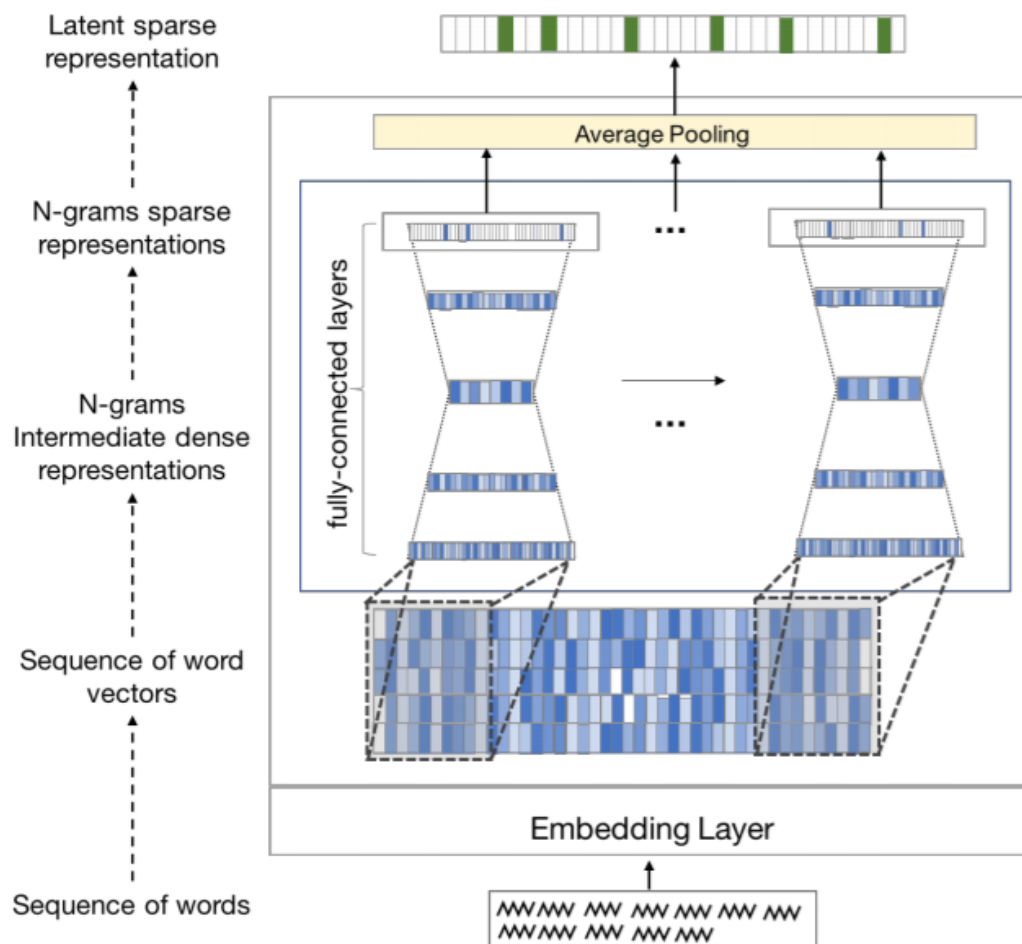 Latent sparse
representation
Average Pooling
N-grams sparse
representations
...
fully-connected layers
N-grams
Intermediate dense
representations
...
Sequence of word
vectors
Embedding Layer
Sequence of words